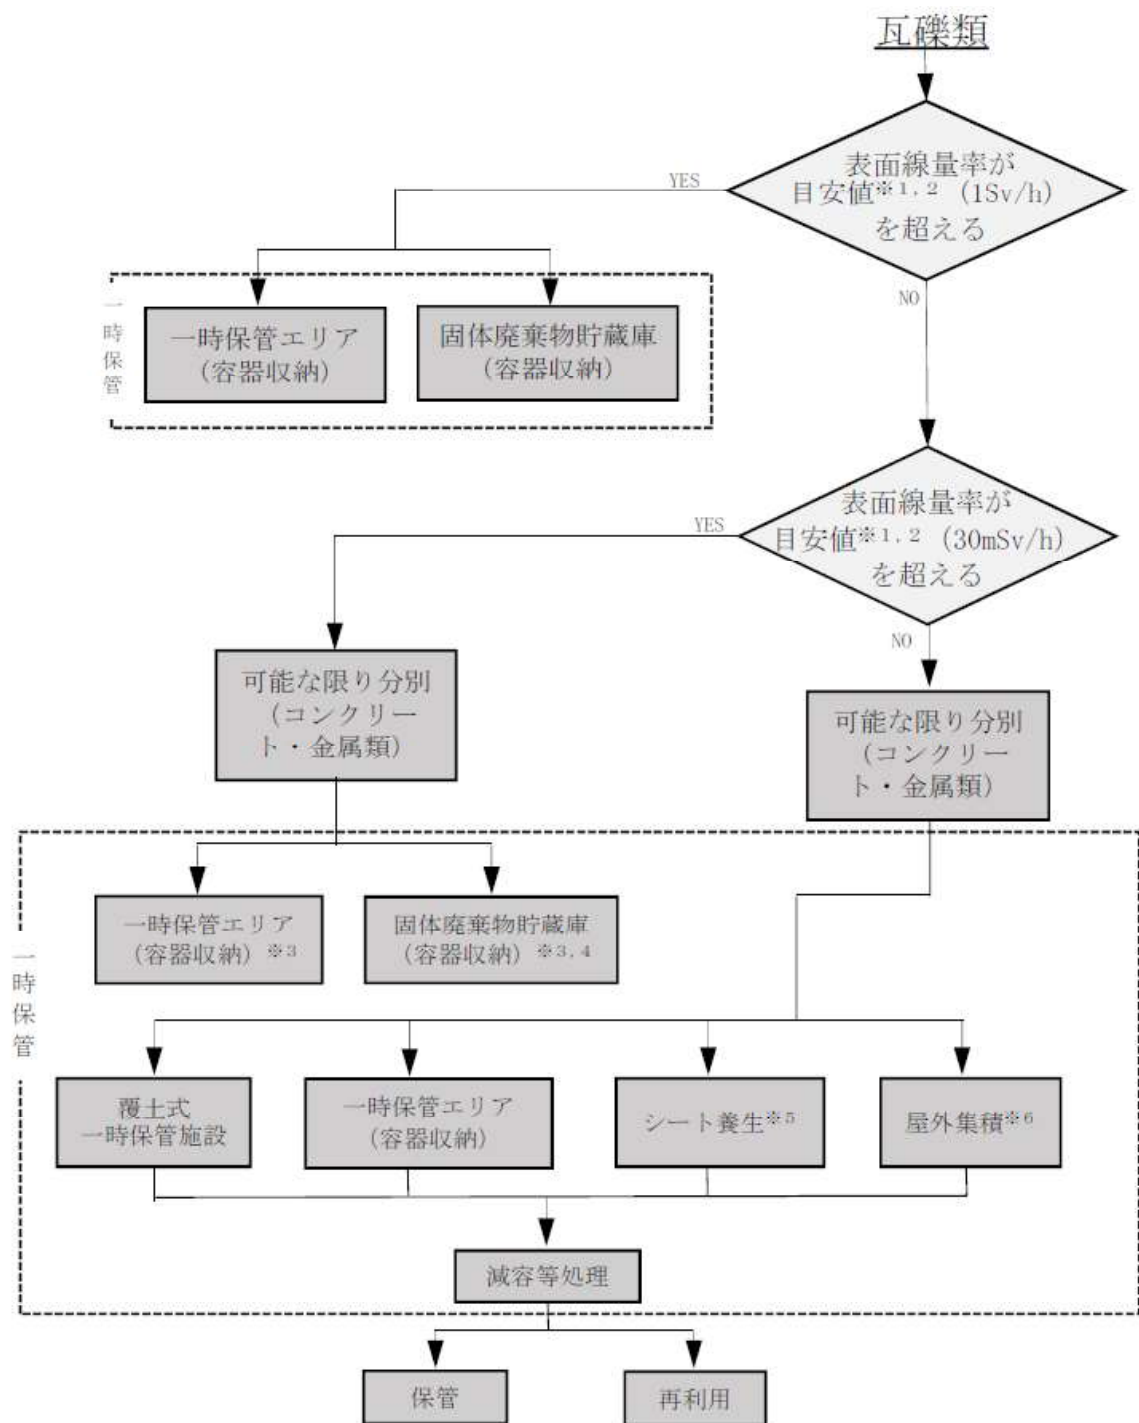 瓦礫類
表面線量率が
目安値※1,2 (1Sv/h)
を超える
YES
NO
一時保管
一時保管エリア
(容器収納)
固体廃棄物貯蔵庫
(容器収納)
表面線量率が
目安値※1,2 (30mSv/h)
を超える
YES
NO
可能な限り分別
(コンクリー
ト・金属類)
可能な限り分別
(コンクリー
ト・金属類)
一時保管
一時保管エリア
(容器収納) ※3
固体廃棄物貯蔵庫
(容器収納) ※3,4
覆土式
一時保管施設
一時保管エリア
(容器収納)
シート養生※5
屋外集積※6
減容等処理
保管
再利用